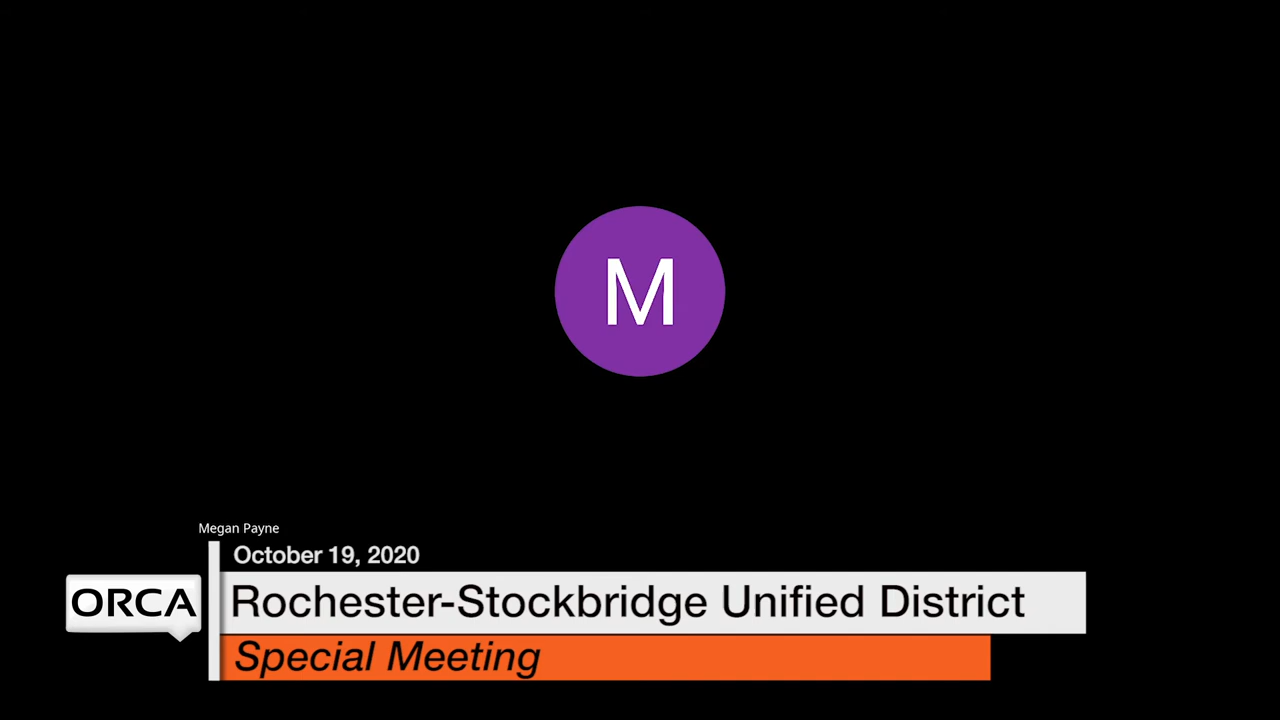 M
Megan Payne
October 19, 2020
ORCA
Rochester-Stockbridge Unified District
Special Meeting